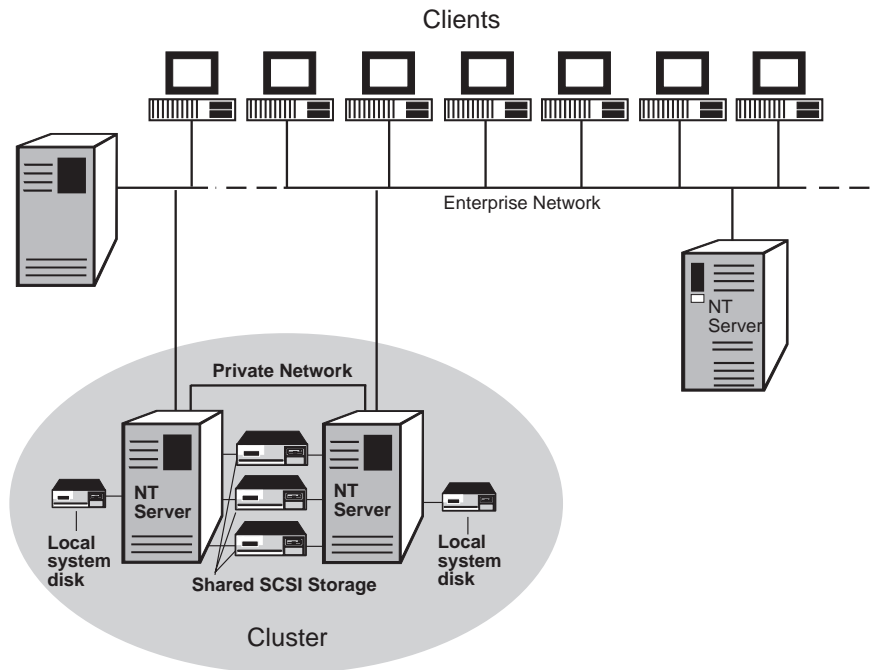 Clients
Enterprise Network
NT
Server
Private Network
NT
Server
NT
Server
Local
system
disk
Local
system
disk
Shared SCSI Storage
Cluster